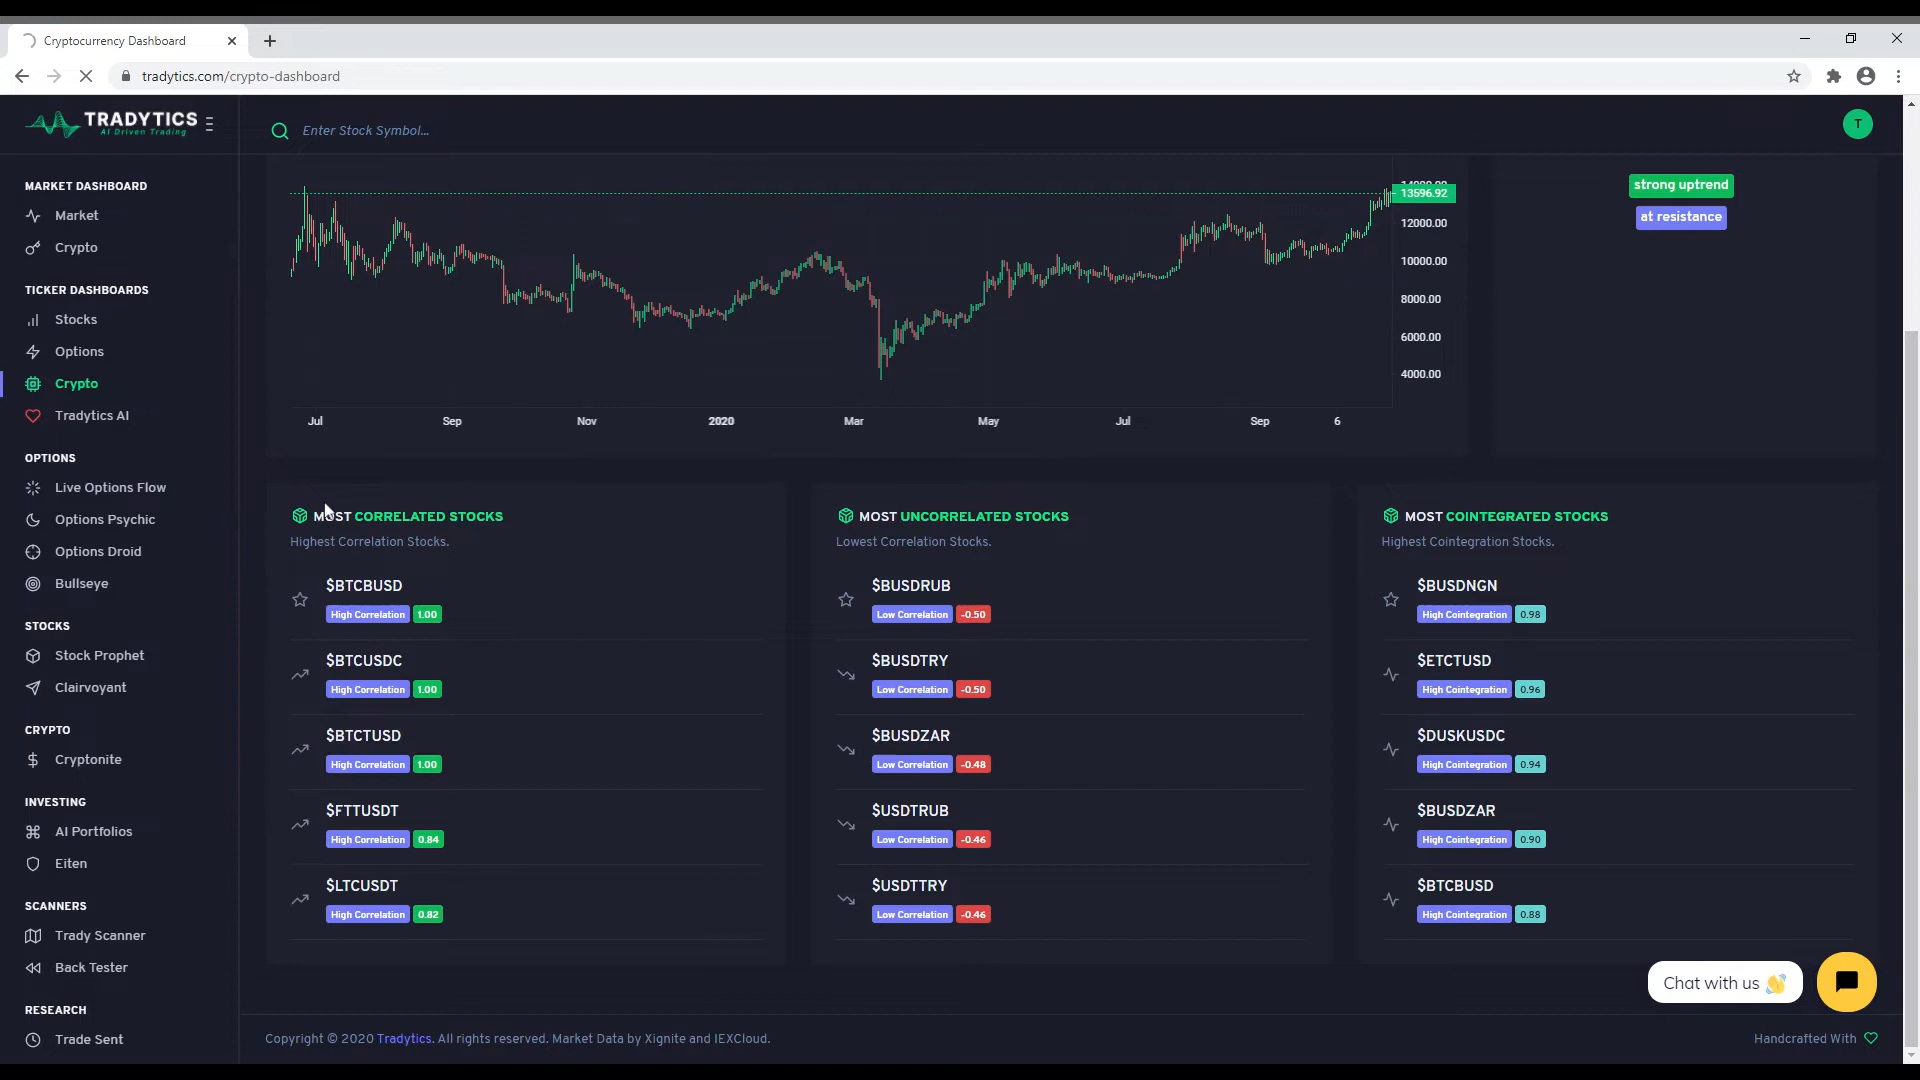 Cryptocurrency Dashboard
tradytics.com/crypto-dashboard
TRADYTICS
AI Driven Trading
Enter Stock Symbol...
T
MARKET DASHBOARD
Market
Crypto
TICKER DASHBOARDS
Stocks
Options
Crypto
Tradytics AI
OPTIONS
Live Options Flow
Options Psychic
Options Droid
Bullseye
STOCKS
Stock Prophet
Clairvoyant
CRYPTO
Cryptonite
INVESTING
AI Portfolios
Eiten
SCANNERS
Trady Scanner
Back Tester
RESEARCH
Trade Sent
14000.00
13596.92
12000.00
10000.00
8000.00
6000.00
4000.00
Jul Sep Nov 2020 Mar May Jul Sep 6
strong uptrend
at resistance
MOST CORRELATED STOCKS
Highest Correlation Stocks.
$BTCBUSD
High Correlation 1.00
$BTCUSDC
High Correlation 1.00
$BTCTUSD
High Correlation 1.00
$FTTUSDT
High Correlation 0.84
$LTCUSDT
High Correlation 0.82
MOST UNCORRELATED STOCKS
Lowest Correlation Stocks.
$BUSDRUB
Low Correlation -0.50
$BUSDTRY
Low Correlation -0.50
$BUSDZAR
Low Correlation -0.48
$USDTRUB
Low Correlation -0.46
$USDTTRY
Low Correlation -0.46
MOST COINTEGRATED STOCKS
Highest Cointegration Stocks.
$BUSDNGN
High Cointegration 0.98
$ETCTUSD
High Cointegration 0.96
$DUSKUSDC
High Cointegration 0.94
$BUSDZAR
High Cointegration 0.90
$BTCBUSD
High Cointegration 0.88
Chat with us 👋
Copyright © 2020 Tradytics. All rights reserved. Market Data by Xignite and IEXCloud.
Handcrafted With